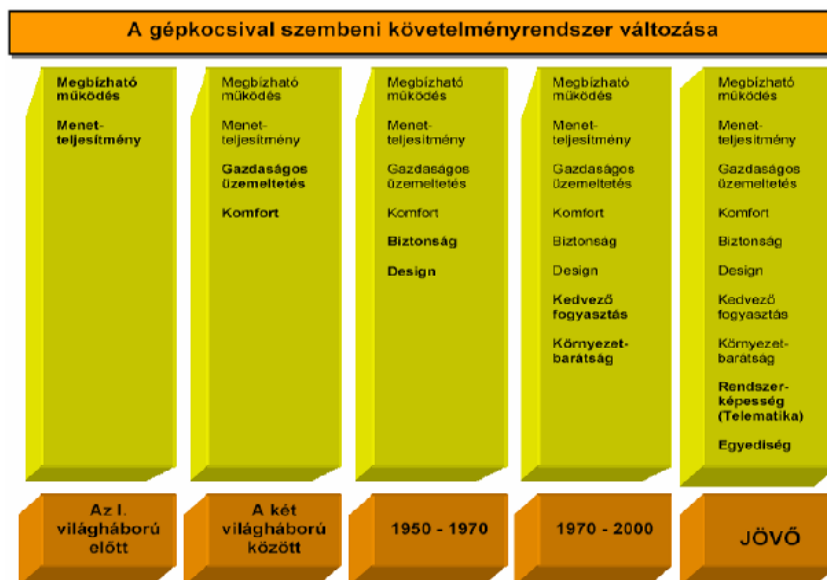 A gépkocsival szembeni követelményrendszer változása
Megbízható
működés
Menet-
teljesítmény
Megbízható
működés
Menet-
teljesítmény
Gazdaságos
üzemeltetés
Komfort
Megbízható
működés
Menet-
teljesítmény
Gazdaságos
üzemeltetés
Komfort
Biztonság
Design
Megbízható
működés
Menet-
teljesítmény
Gazdaságos
üzemeltetés
Komfort
Biztonság
Design
Kedvező
fogyasztás
Környezet-
barátság
Megbízható
működés
Menet-
teljesítmény
Gazdaságos
üzemeltetés
Komfort
Biztonság
Design
Kedvező
fogyasztás
Környezet-
barátság
Rendszer-
képesség
(Telematika)
Egyediség
Az I.
világháború
előtt
A két
világháború
között
1950 - 1970
1970 - 2000
JÖVŐ